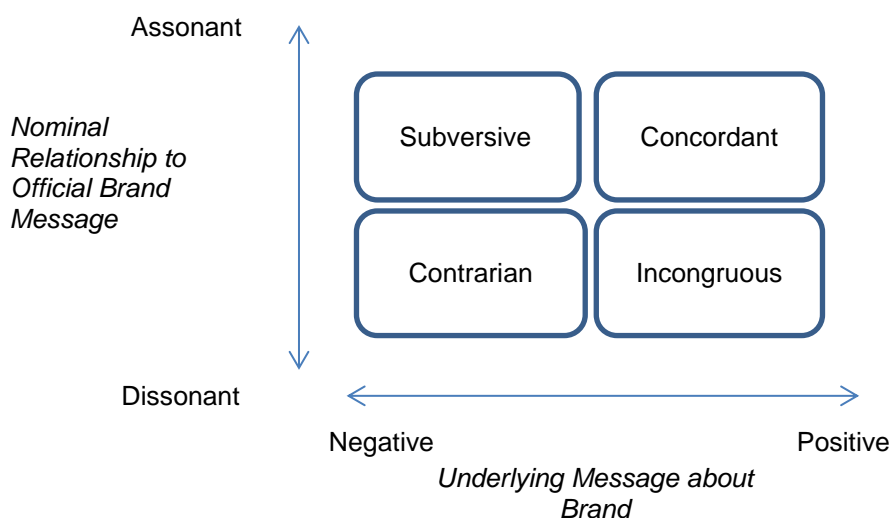 Assonant
Nominal
Relationship to
Official Brand
Message
Subversive
Concordant
Contrarian
Incongruous
Dissonant
Negative
Positive
Underlying Message about
Brand